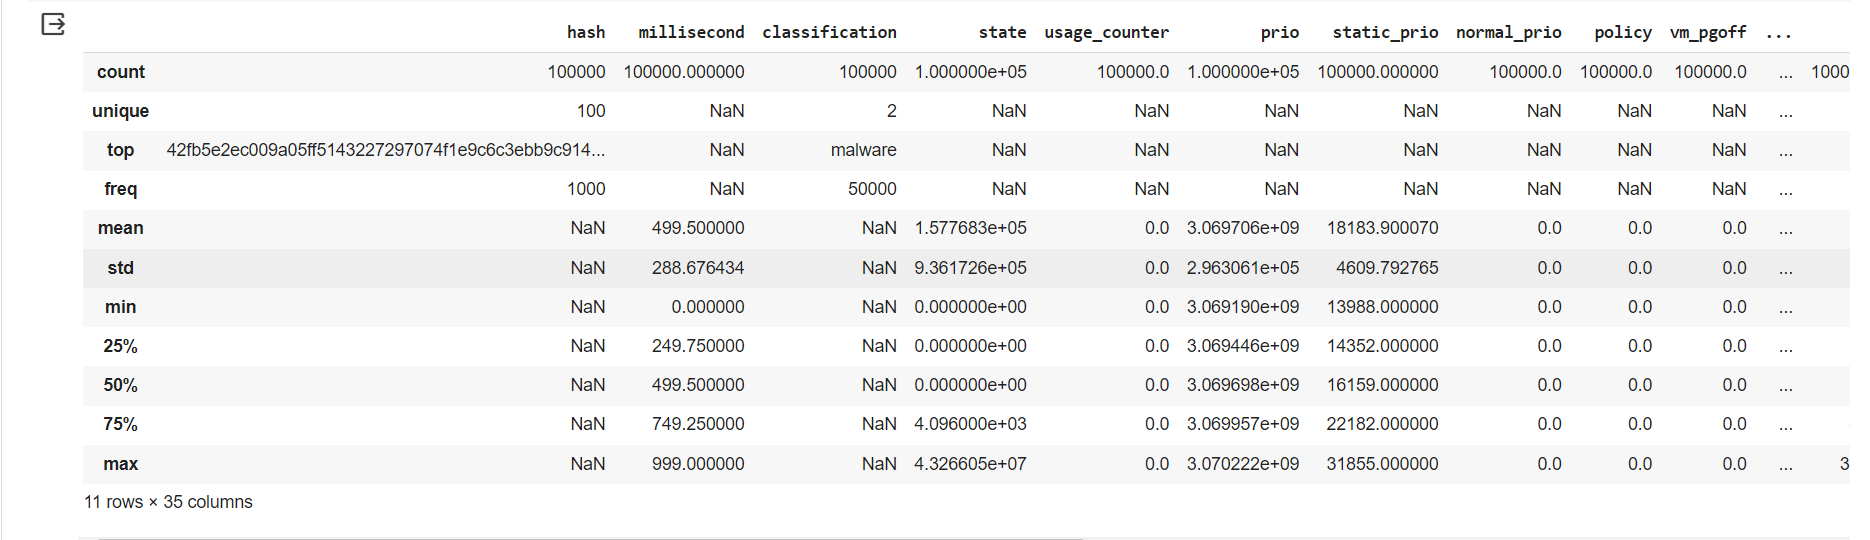 hash millisecond classification state usage_counter prio static_prio normal_prio policy vm_pgoff ...
count 100000 100000.000000 100000 1.000000e+05 100000.0 1.000000e+05 100000.000000 100000.0 100000.0 100000.0 ... 1000
unique 100 NaN 2 NaN NaN NaN NaN NaN NaN NaN ...
top 42fb5e2ec009a05ff5143227297074f1e9c6c3ebb9c914... NaN malware NaN NaN NaN NaN NaN NaN NaN ...
freq 1000 NaN 50000 NaN NaN NaN NaN NaN NaN NaN ...
mean NaN 499.500000 NaN 1.577683e+05 0.0 3.069706e+09 18183.900070 0.0 0.0 0.0 ...
std NaN 288.676434 NaN 9.361726e+05 0.0 2.963061e+05 4609.792765 0.0 0.0 0.0 ...
min NaN 0.000000 NaN 0.000000e+00 0.0 3.069190e+09 13988.000000 0.0 0.0 0.0 ...
25% NaN 249.750000 NaN 0.000000e+00 0.0 3.069446e+09 14352.000000 0.0 0.0 0.0 ...
50% NaN 499.500000 NaN 0.000000e+00 0.0 3.069698e+09 16159.000000 0.0 0.0 0.0 ...
75% NaN 749.250000 NaN 4.096000e+03 0.0 3.069957e+09 22182.000000 0.0 0.0 0.0 ...
max NaN 999.000000 NaN 4.326605e+07 0.0 3.070222e+09 31855.000000 0.0 0.0 0.0 ... 3
11 rows × 35 columns